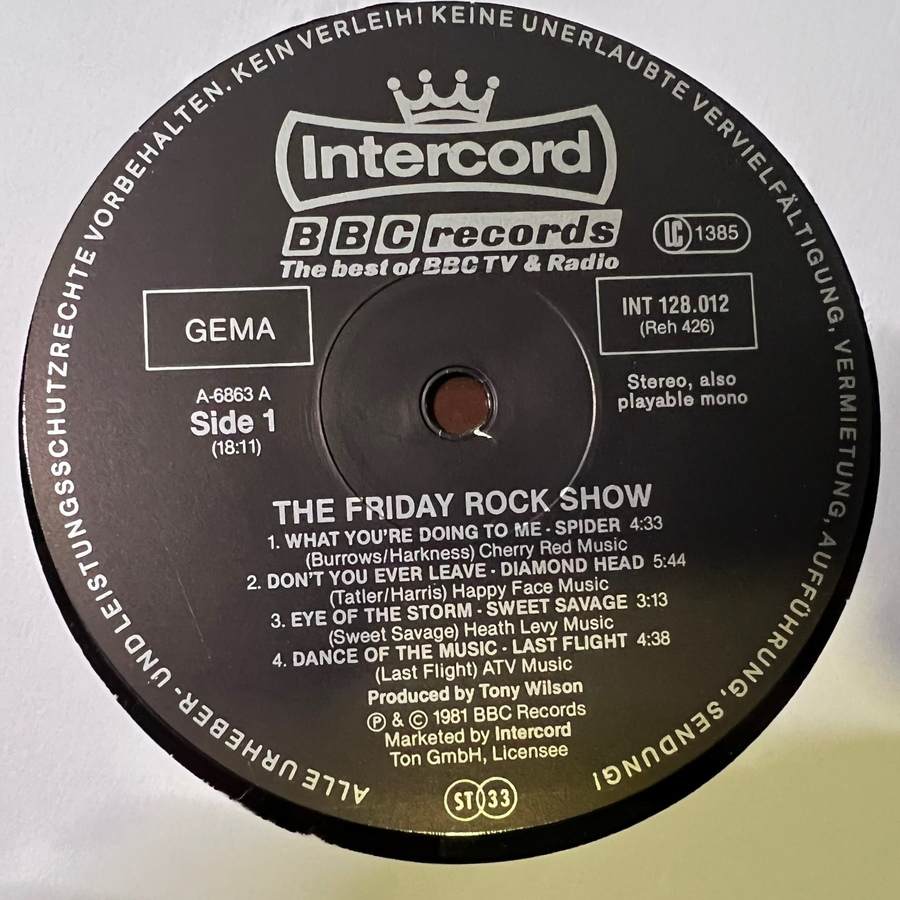 ALLE URHEBER- UND LEISTUNGSSCHUTZRECHTE VORBEHALTEN. KEIN VERLEIH! KEINE UNERLAUBTE VERVIELFÄLTIGUNG, VERMIETUNG, AUFFÜHRUNG, SENDUNG!
Intercord
BBC records
The best of BBC TV & Radio
LC 1385
GEMA
INT 128.012
(Reh 426)
A-6863 A
Side 1
(18:11)
Stereo, also
playable mono
THE FRIDAY ROCK SHOW
1. WHAT YOU'RE DOING TO ME · SPIDER 4:33
(Burrows/Harkness) Cherry Red Music
2. DON'T YOU EVER LEAVE · DIAMOND HEAD 5:44
(Tatler/Harris) Happy Face Music
3. EYE OF THE STORM · SWEET SAVAGE 3:13
(Sweet Savage) Heath Levy Music
4. DANCE OF THE MUSIC · LAST FLIGHT 4:38
(Last Flight) ATV Music
Produced by Tony Wilson
℗ & © 1981 BBC Records
Marketed by Intercord
Ton GmbH, Licensee
ST 33